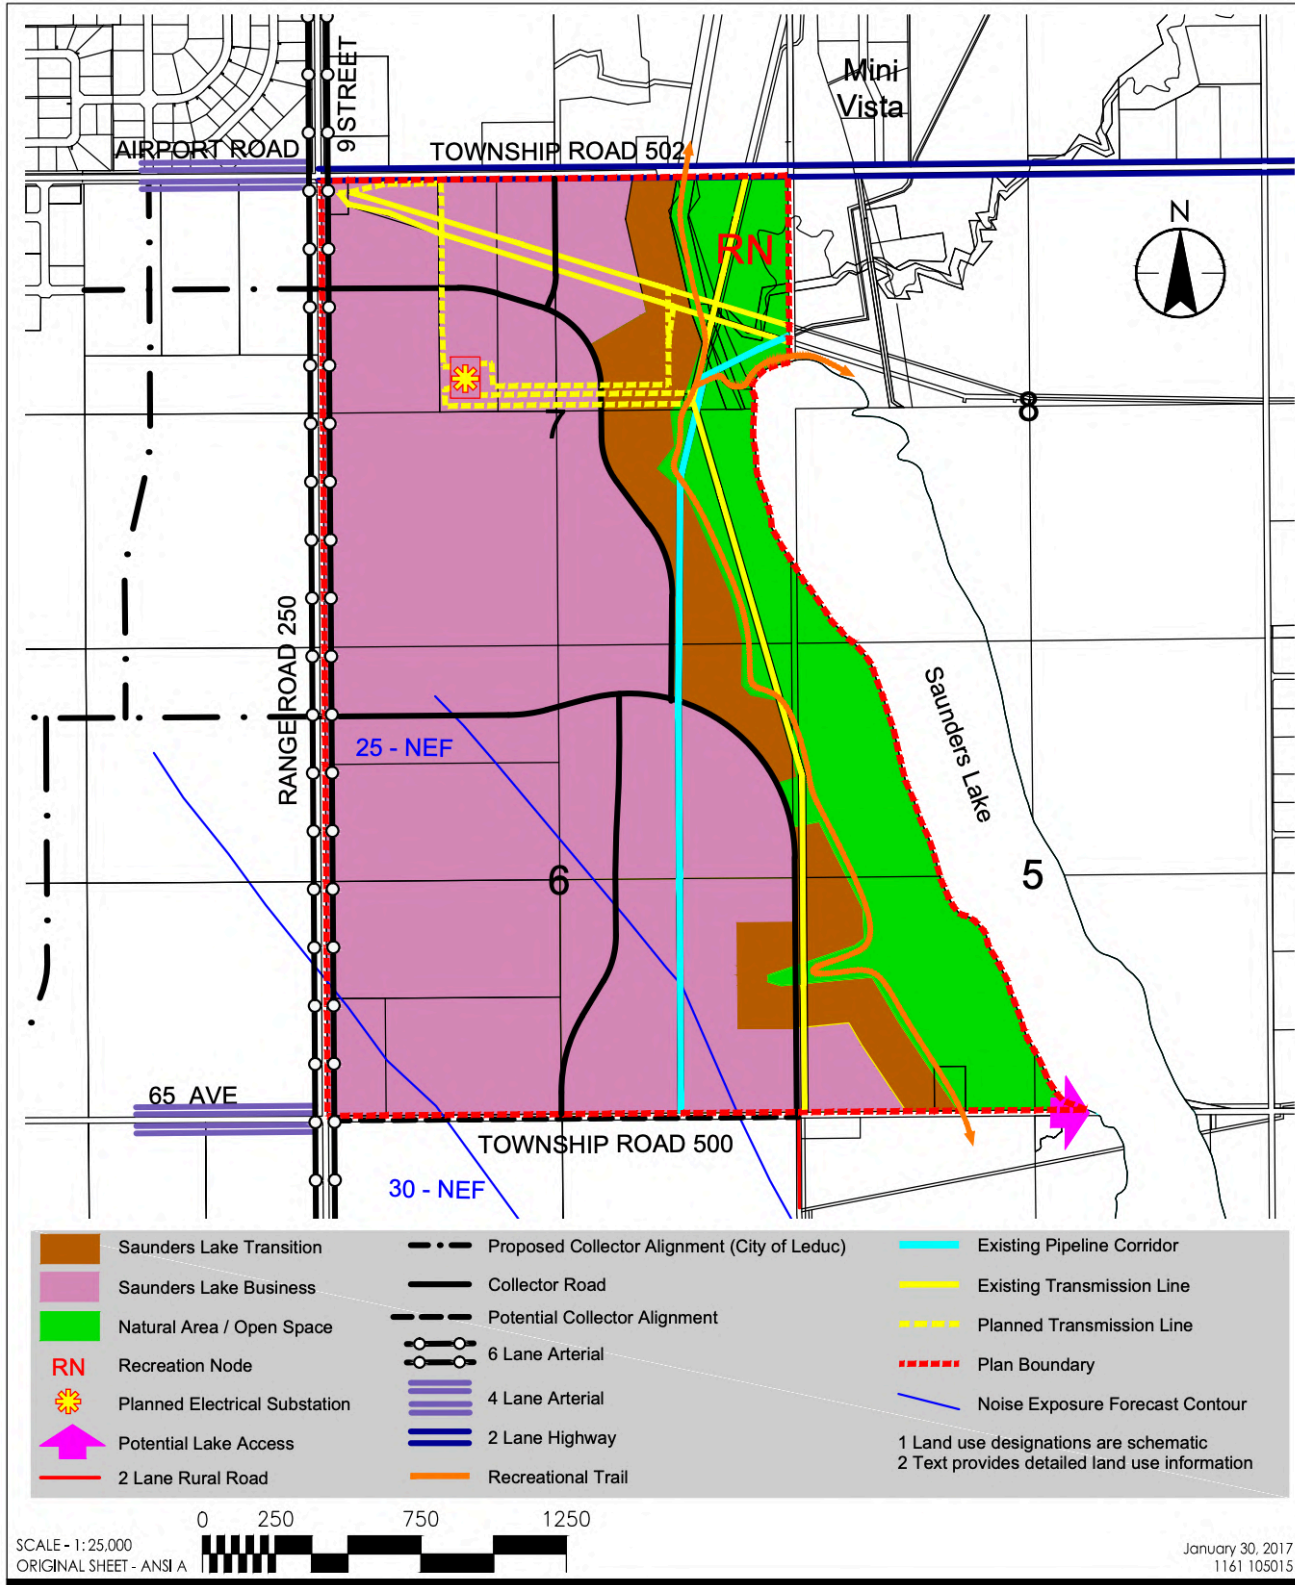 Mini
Vista
9 STREET
AIRPORT ROAD
TOWNSHIP ROAD 502
RN
N
8
7
RANGE ROAD 250
Saunders Lake
25 - NEF
6
5
65 AVE
TOWNSHIP ROAD 500
30 - NEF
Saunders Lake Transition
Saunders Lake Business
Natural Area / Open Space
RN Recreation Node
Planned Electrical Substation
Potential Lake Access
2 Lane Rural Road
Proposed Collector Alignment (City of Leduc)
Collector Road
Potential Collector Alignment
6 Lane Arterial
4 Lane Arterial
2 Lane Highway
Recreational Trail
Existing Pipeline Corridor
Existing Transmission Line
Planned Transmission Line
Plan Boundary
Noise Exposure Forecast Contour
1 Land use designations are schematic
2 Text provides detailed land use information
0 250 750 1250
SCALE - 1:25,000
ORIGINAL SHEET - ANSI A
January 30, 2017
1161 105015